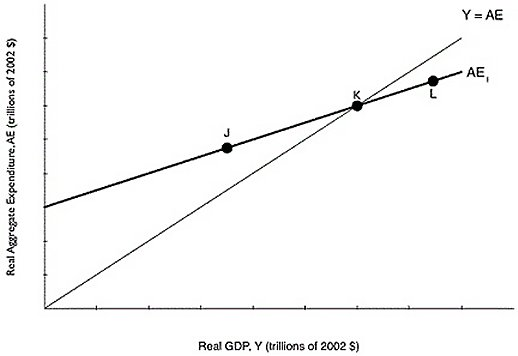 Y = AE
AE₁
K
L
J
Real Aggregate Expenditure, AE (trillions of 2002 $)
Real GDP, Y (trillions of 2002 $)